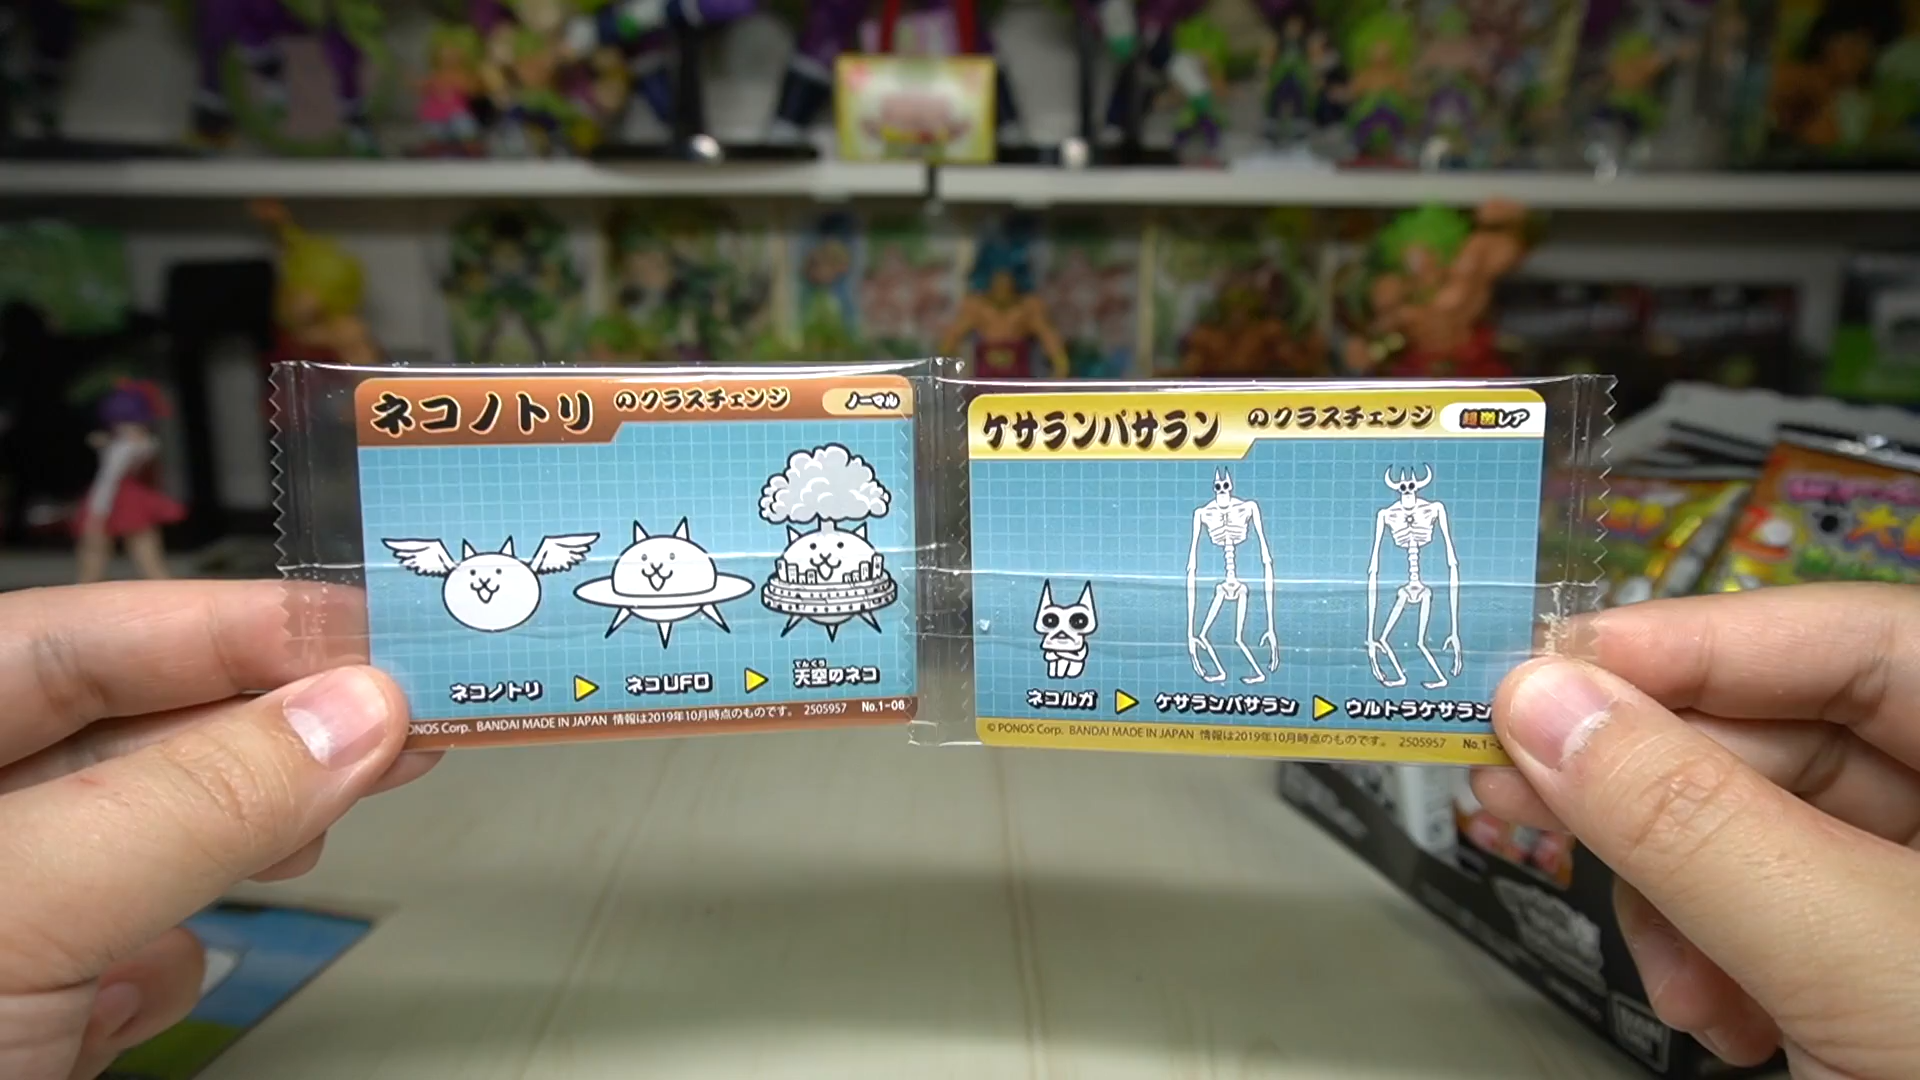 ネコノトリ のクラスチェンジ ノーマル
ネコノトリ ネコUFO 天空のネコ
てんくう
PONOS Corp. BANDAI MADE IN JAPAN 情報は2019年10月時点のものです。 2505957 No.1-06
ケサランパサラン のクラスチェンジ 超激レア
ネコルガ ケサランパサラン ウルトラケサラン
© PONOS Corp. BANDAI MADE IN JAPAN 情報は2019年10月時点のものです。 2505957 No.1-